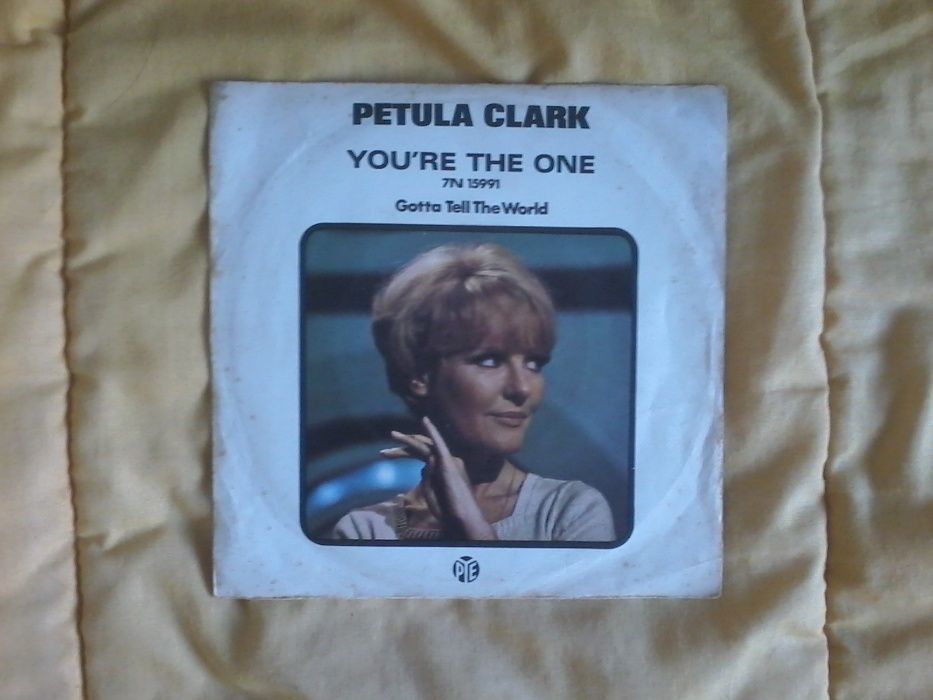 PETULA CLARK
YOU'RE THE ONE
7N 15991
Gotta Tell The World
PYE